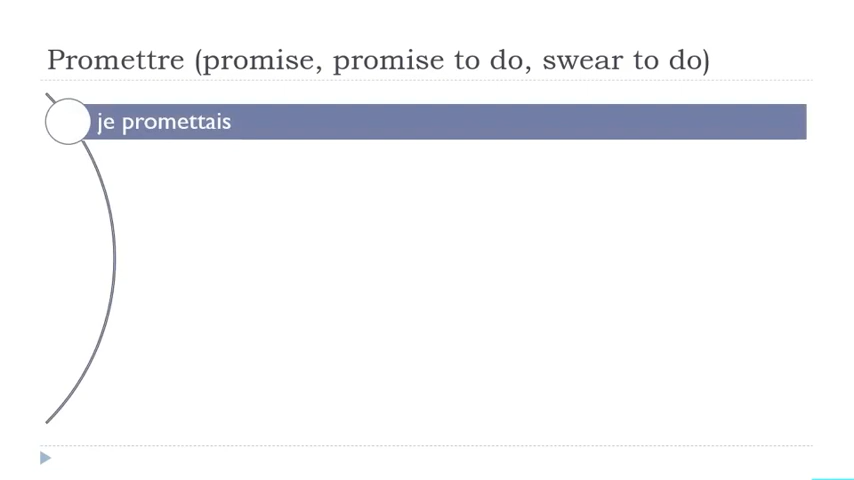 Promettre (promise, promise to do, swear to do)
je promettais